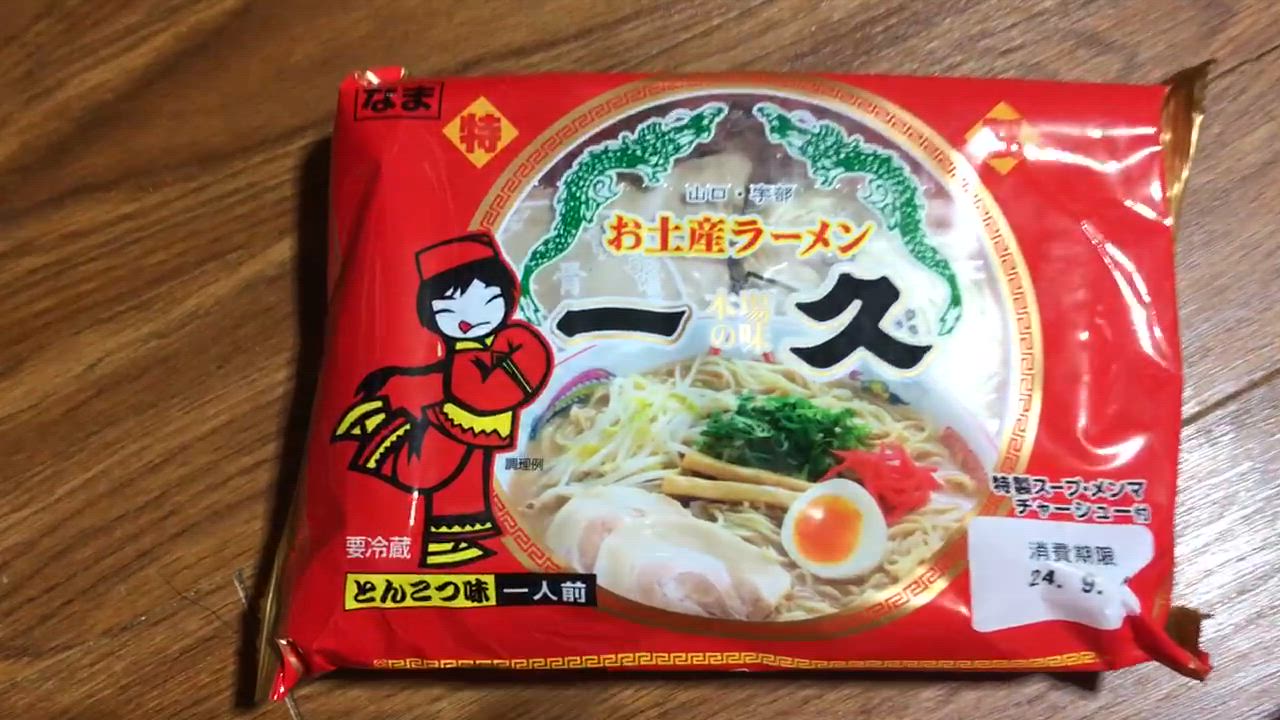 なま
特
山口・宇部
お土産ラーメン
一久
本場
の味
調理例
特製スープ・メンマ
チャーシュー付
要冷蔵
とんこつ味 一人前
消費期限
24. 9.